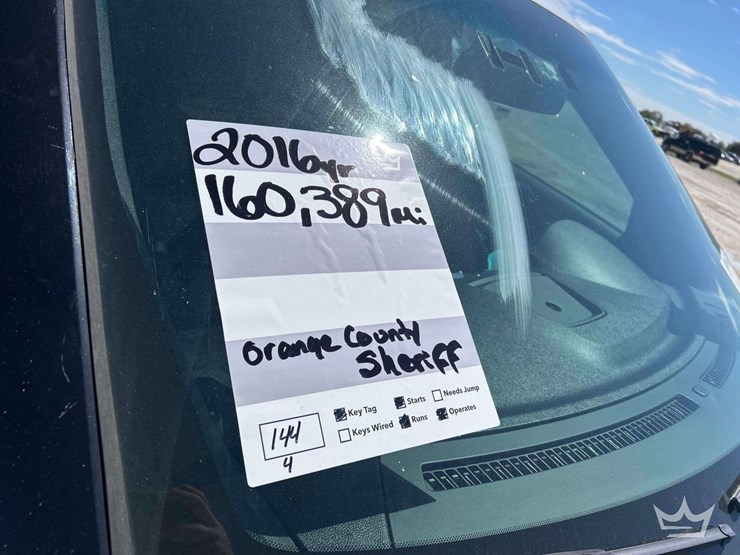 2016yr
160,389mi
Orange County
Sheriff
Key Tag Starts Needs Jump
Keys Wired Runs Operates
144
4